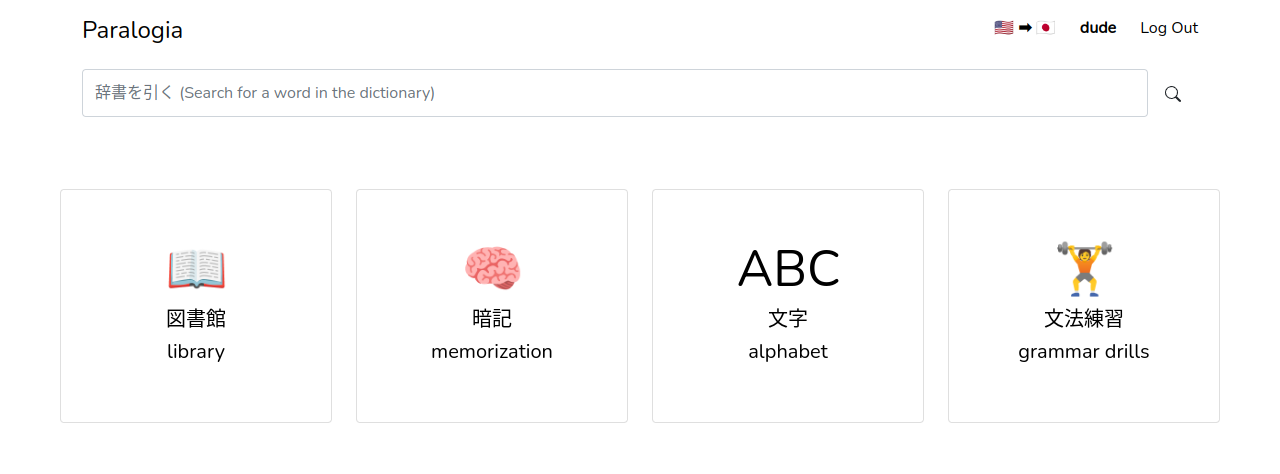 Paralogia
dude
Log Out
辞書を引く (Search for a word in the dictionary)
図書館
library
暗記
memorization
ABC
文字
alphabet
文法練習
grammar drills